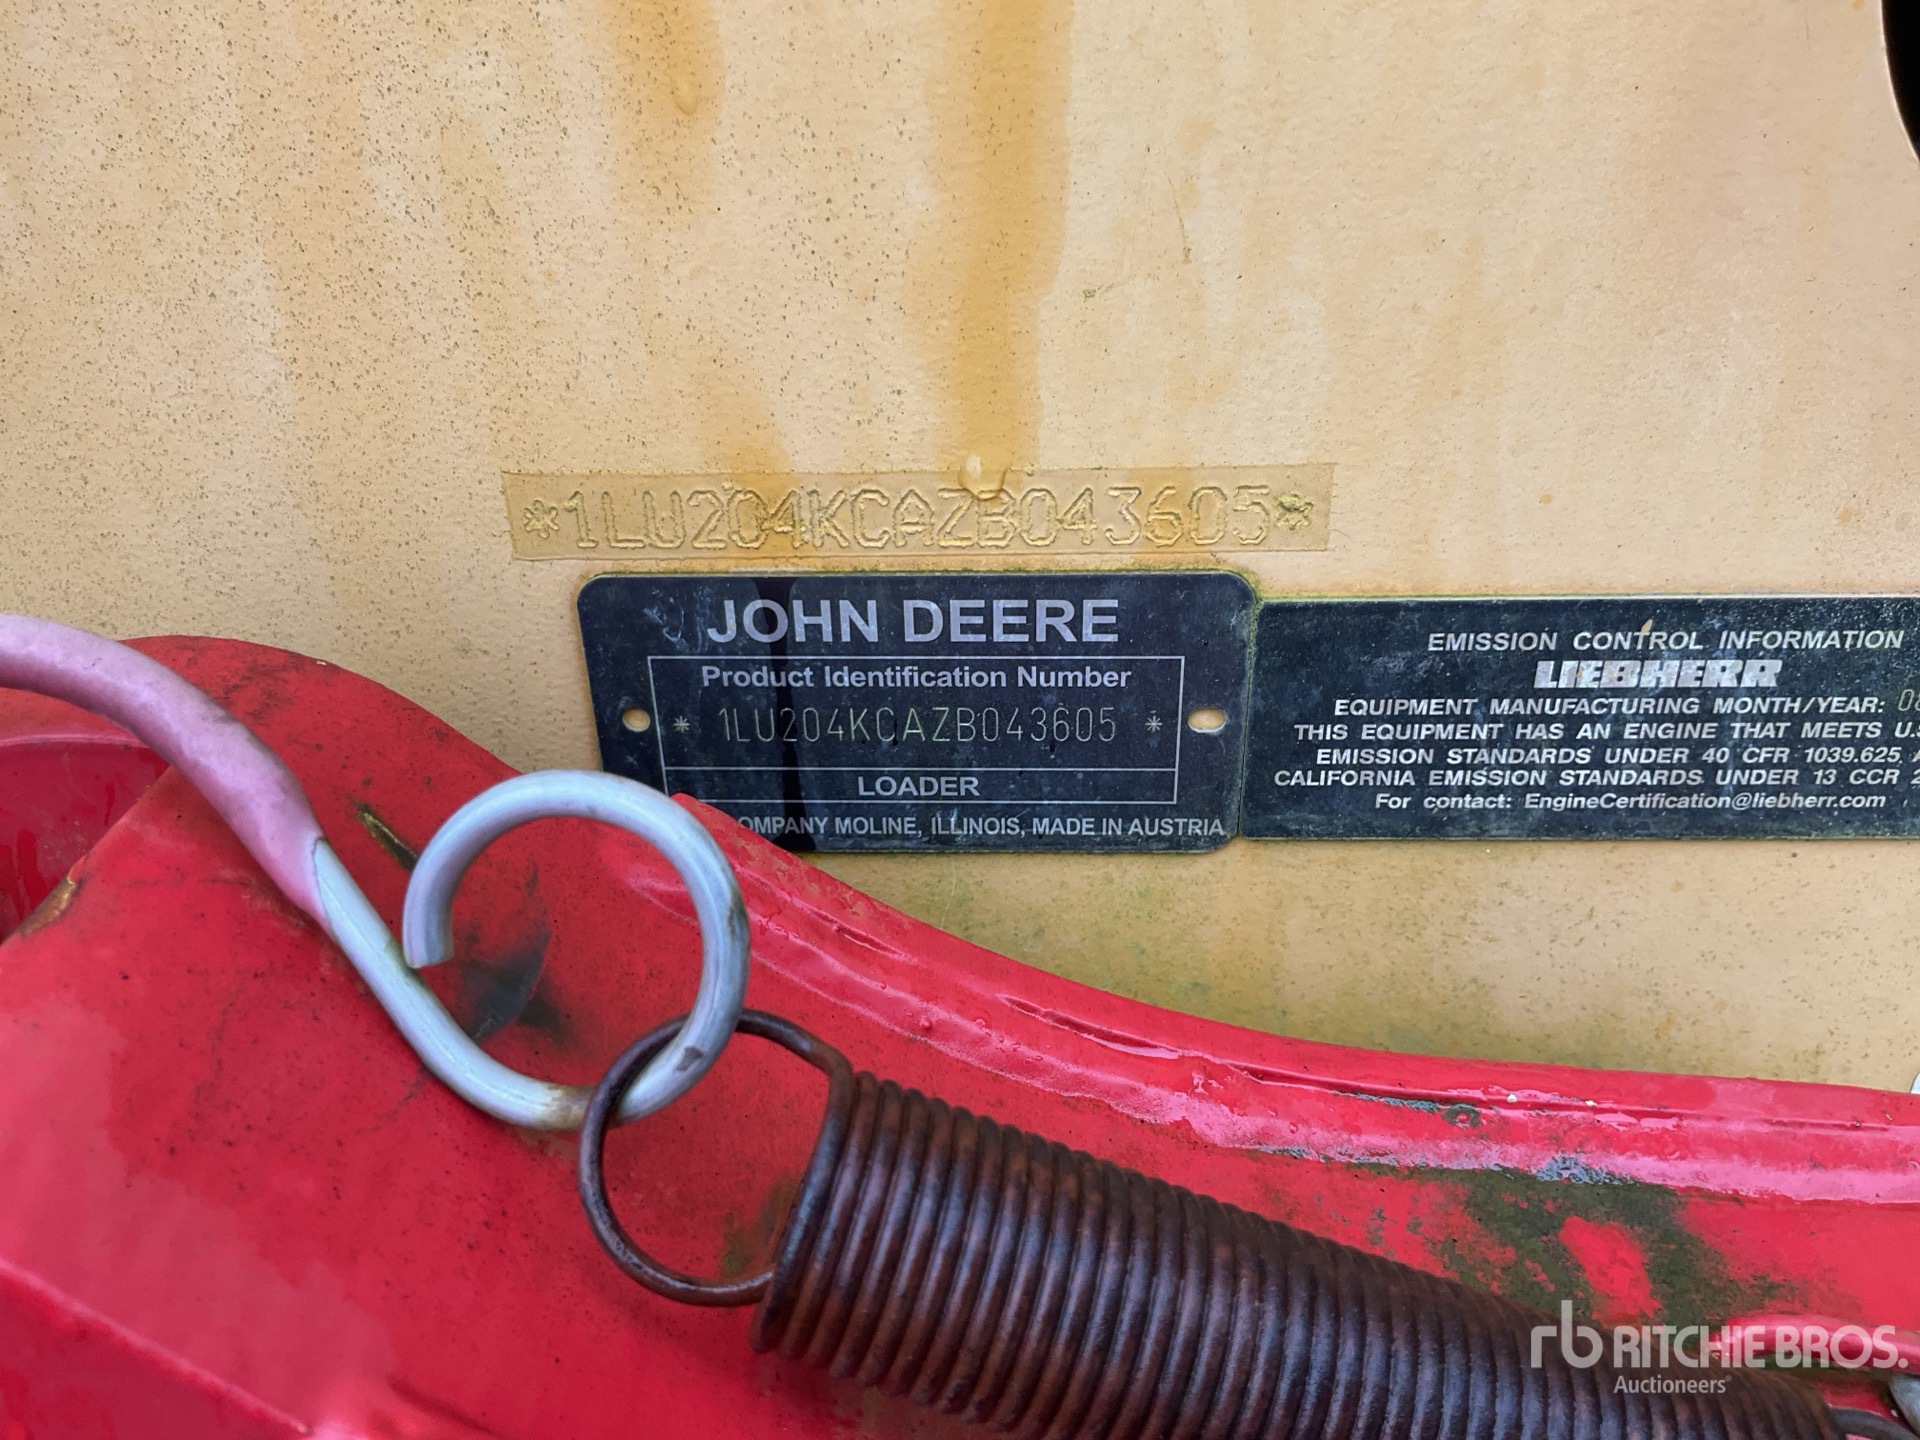 *1LU204KCAZB043605*
JOHN DEERE
Product Identification Number
* 1LU204KCAZB043605 *
LOADER
COMPANY MOLINE, ILLINOIS, MADE IN AUSTRIA
EMISSION CONTROL INFORMATION
LIEBHERR
EQUIPMENT MANUFACTURING MONTH/YEAR:
THIS EQUIPMENT HAS AN ENGINE THAT MEETS
EMISSION STANDARDS UNDER 40 CFR 1039.625,
CALIFORNIA EMISSION STANDARDS UNDER 13 CCR
For contact: EngineCertification@liebherr.com
rb RITCHIE BROS.
Auctioneers